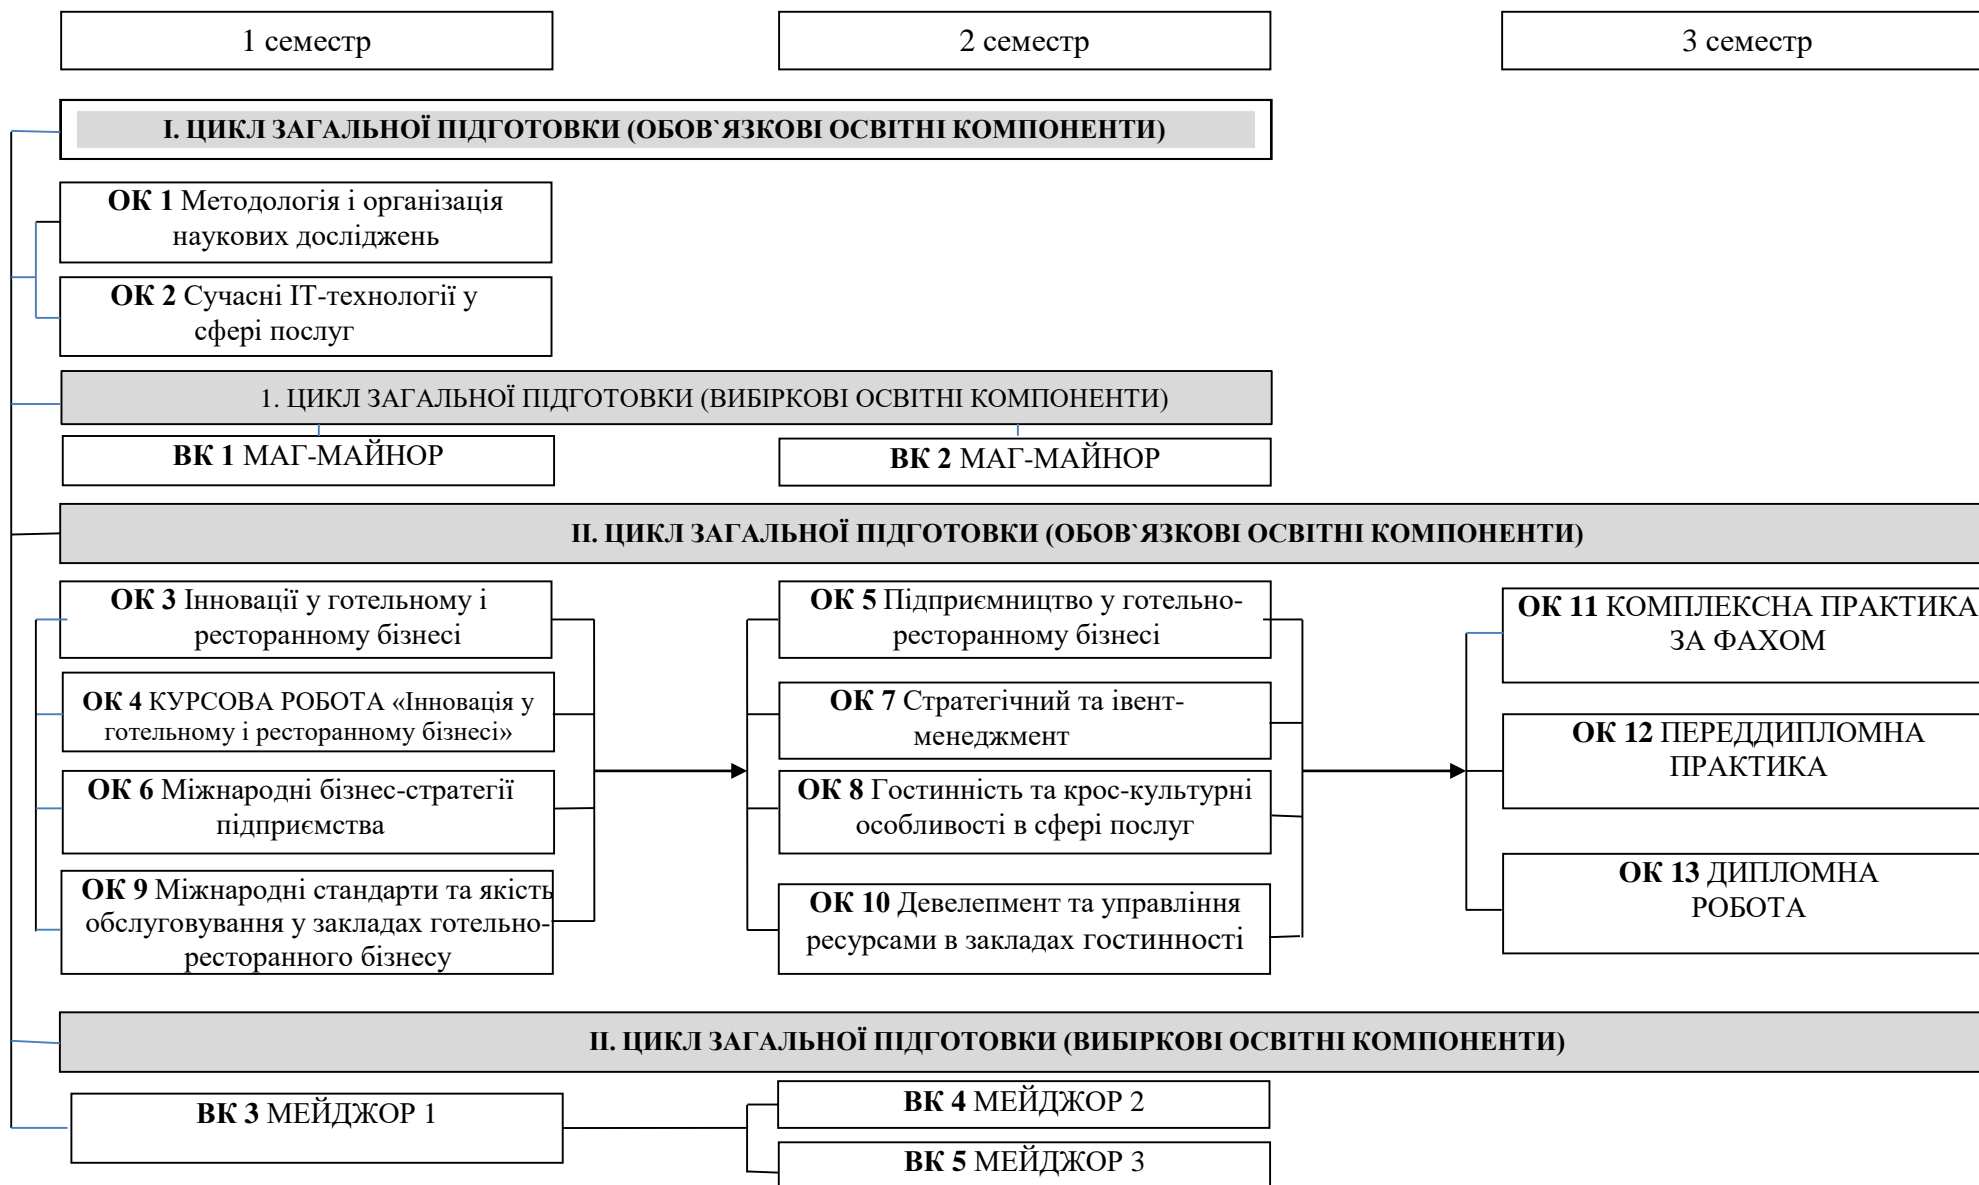 1 семестр
2 семестр
3 семестр
І. ЦИКЛ ЗАГАЛЬНОЇ ПІДГОТОВКИ (ОБОВ`ЯЗКОВІ ОСВІТНІ КОМПОНЕНТИ)
ОК 1 Методологія і організація
наукових досліджень
ОК 2 Сучасні ІТ-технології у
сфері послуг
1. ЦИКЛ ЗАГАЛЬНОЇ ПІДГОТОВКИ (ВИБІРКОВІ ОСВІТНІ КОМПОНЕНТИ)
ВК 1 МАГ-МАЙНОР
ВК 2 МАГ-МАЙНОР
ІІ. ЦИКЛ ЗАГАЛЬНОЇ ПІДГОТОВКИ (ОБОВ`ЯЗКОВІ ОСВІТНІ КОМПОНЕНТИ)
ОК 3 Інновації у готельному і
ресторанному бізнесі
ОК 4 КУРСОВА РОБОТА «Інновація у
готельному і ресторанному бізнесі»
ОК 6 Міжнародні бізнес-стратегії
підприємства
ОК 9 Міжнародні стандарти та якість
обслуговування у закладах готельно-
ресторанного бізнесу
ОК 5 Підприємництво у готельно-
ресторанному бізнесі
ОК 7 Стратегічний та івент-
менеджмент
ОК 8 Гостинність та крос-культурні
особливості в сфері послуг
ОК 10 Девелепмент та управління
ресурсами в закладах гостинності
ОК 11 КОМПЛЕКСНА ПРАКТИКА
ЗА ФАХОМ
ОК 12 ПЕРЕДДИПЛОМНА
ПРАКТИКА
ОК 13 ДИПЛОМНА
РОБОТА
ІІ. ЦИКЛ ЗАГАЛЬНОЇ ПІДГОТОВКИ (ВИБІРКОВІ ОСВІТНІ КОМПОНЕНТИ)
ВК 3 МЕЙДЖОР 1
ВК 4 МЕЙДЖОР 2
ВК 5 МЕЙДЖОР 3